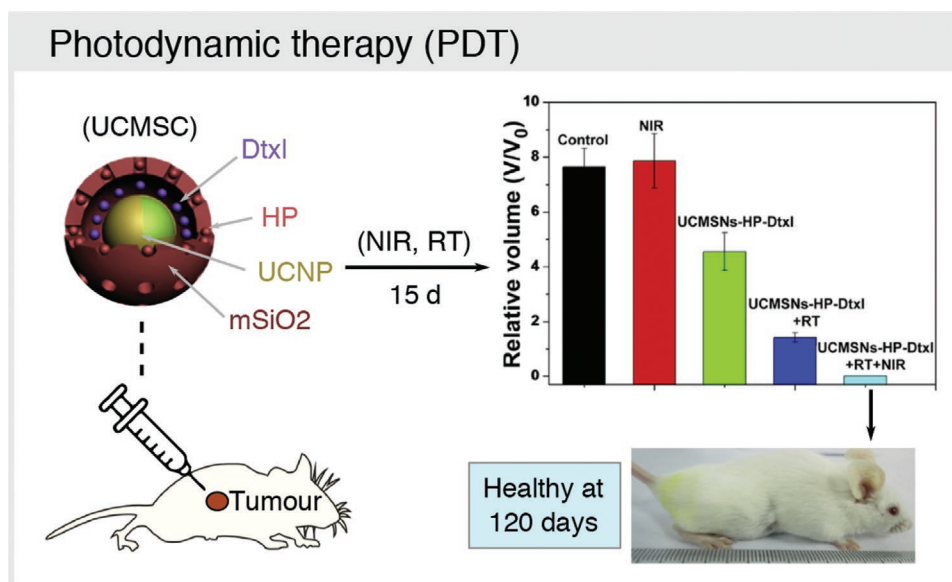 Photodynamic therapy (PDT)
(UCMSC)
Dtxl
HP
UCNP
mSiO2
(NIR, RT)
15 d
Tumour
Relative volume (V/V0)
10
8
6
4
2
0
Control
NIR
UCMSNs-HP-Dtxl
UCMSNs-HP-Dtxl
+RT
UCMSNs-HP-Dtxl
+RT+NIR
Healthy at
120 days